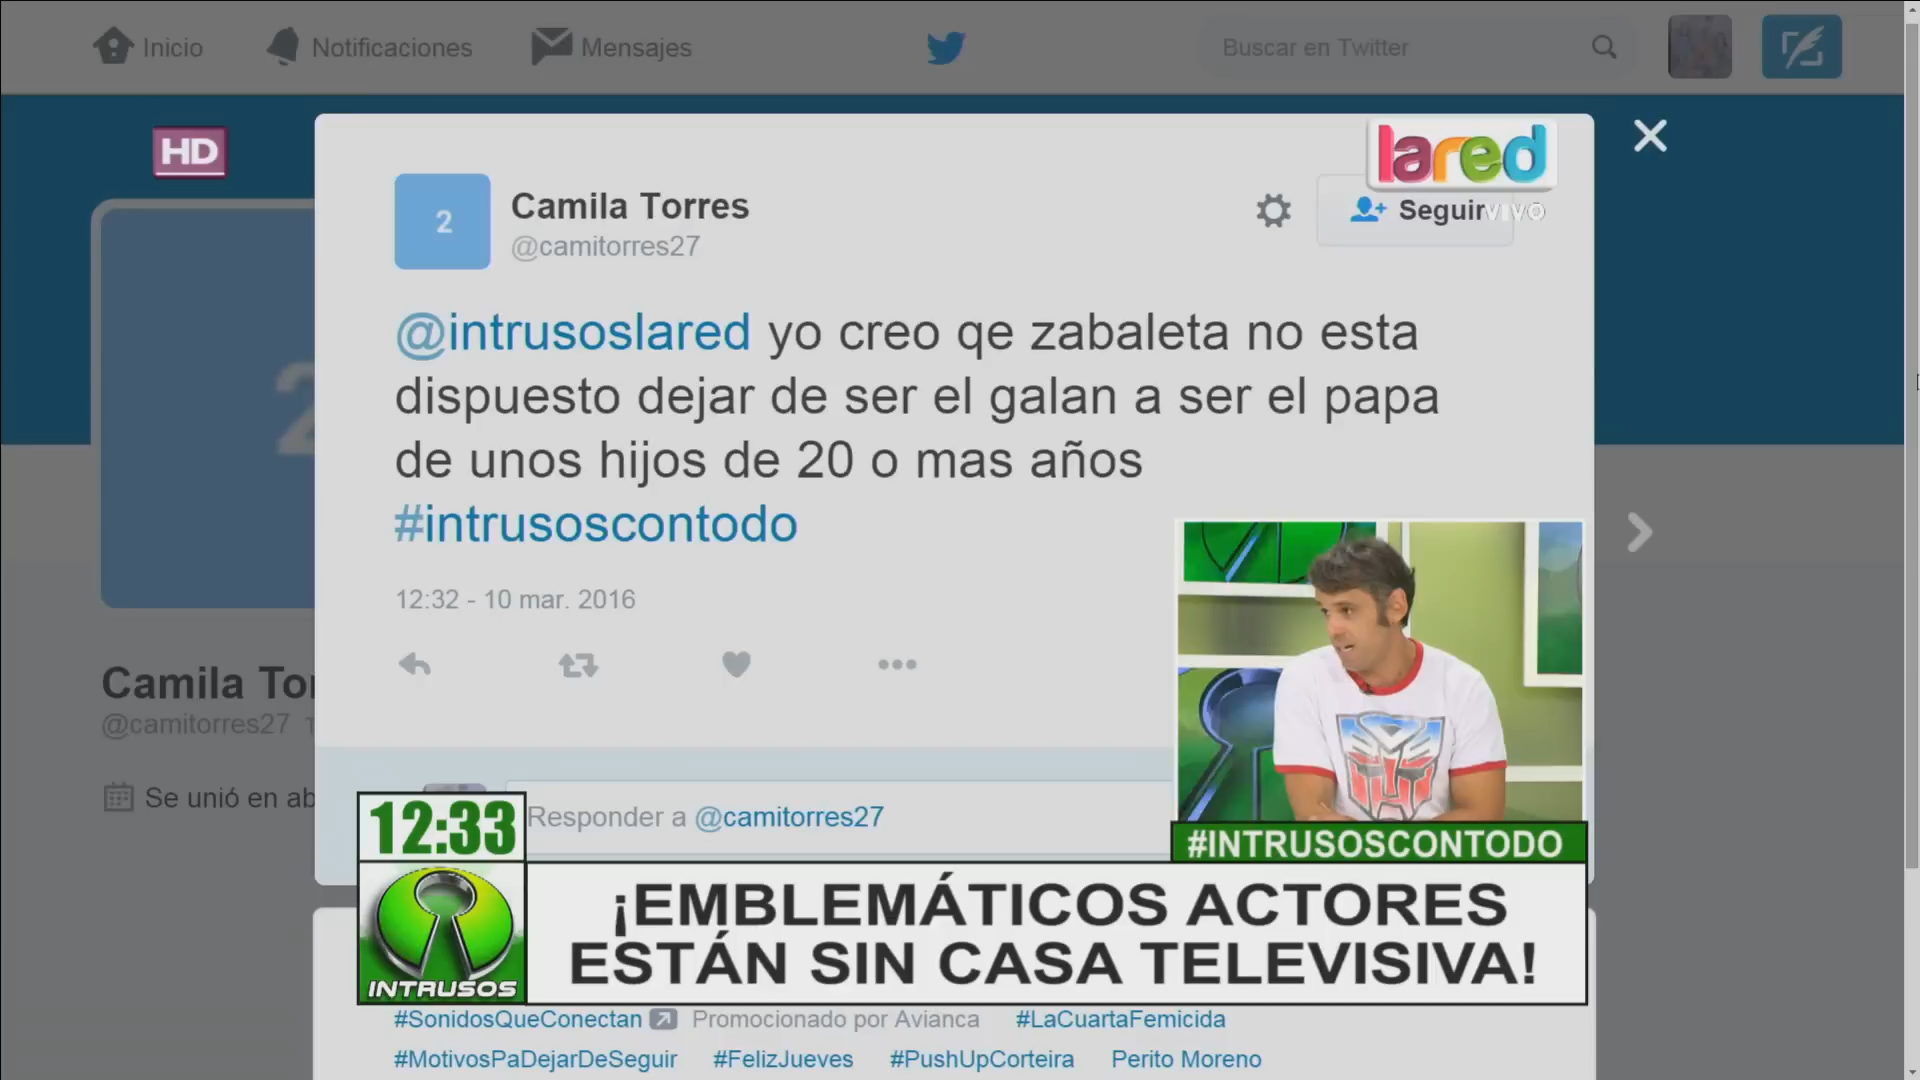 Inicio
Notificaciones
Mensajes
Buscar en Twitter
HD
lared
VIVO
2
Camila Torres
@camitorres27
Seguir
@intrusoslared yo creo qe zabaleta no esta
dispuesto dejar de ser el galan a ser el papa
de unos hijos de 20 o mas años
#intrusoscontodo
12:32 - 10 mar. 2016
2
Camila Tor
@camitorres27
Se unió en ab
Responder a @camitorres27
12:33
#INTRUSOSCONTODO
INTRUSOS
¡EMBLEMÁTICOS ACTORES
ESTÁN SIN CASA TELEVISIVA!
#SonidosQueConectan Promocionado por Avianca #LaCuartaFemicida
#MotivosPaDejarDeSeguir #FelizJueves #PushUpCorteira Perito Moreno